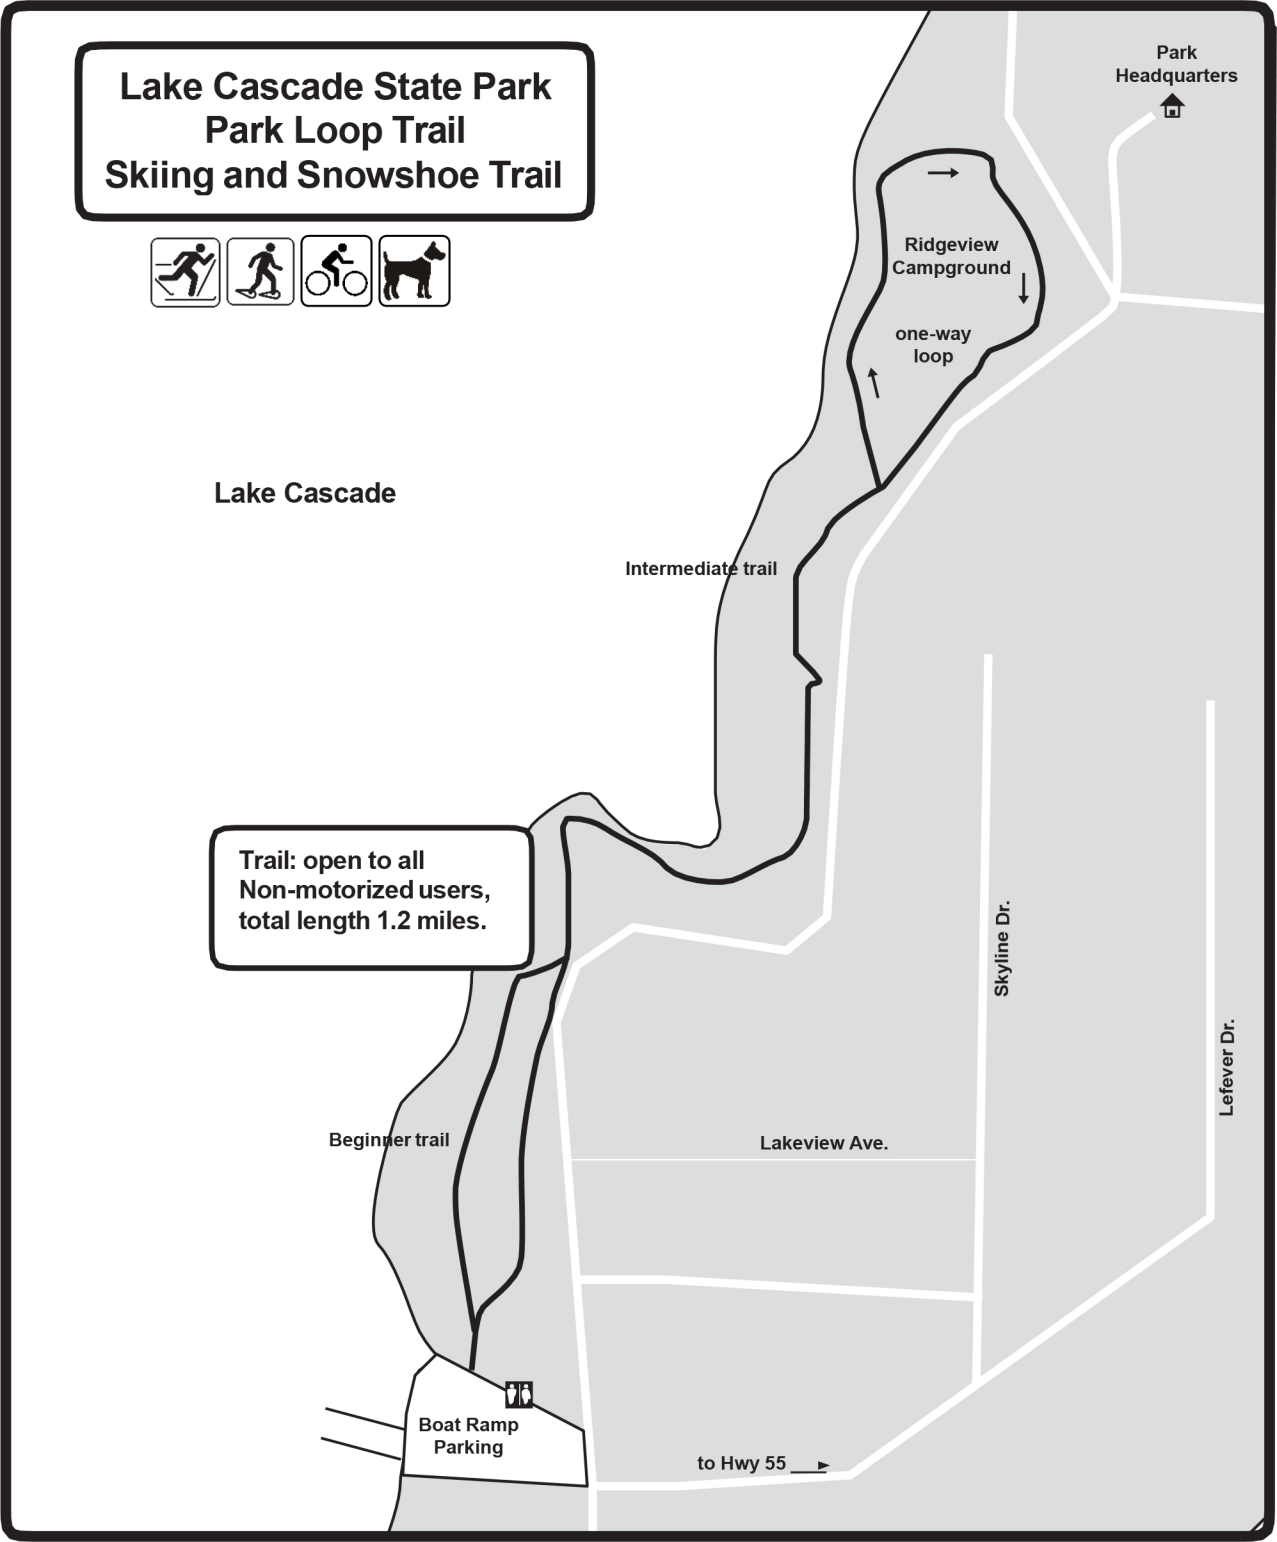 Lake Cascade State Park
Park Loop Trail
Skiing and Snowshoe Trail
Park
Headquarters
Ridgeview
Campground
one-way
loop
Lake Cascade
Intermediate trail
Trail: open to all
Non-motorized users,
total length 1.2 miles.
Skyline Dr.
Lefever Dr.
Beginner trail
Lakeview Ave.
Boat Ramp
Parking
to Hwy 55